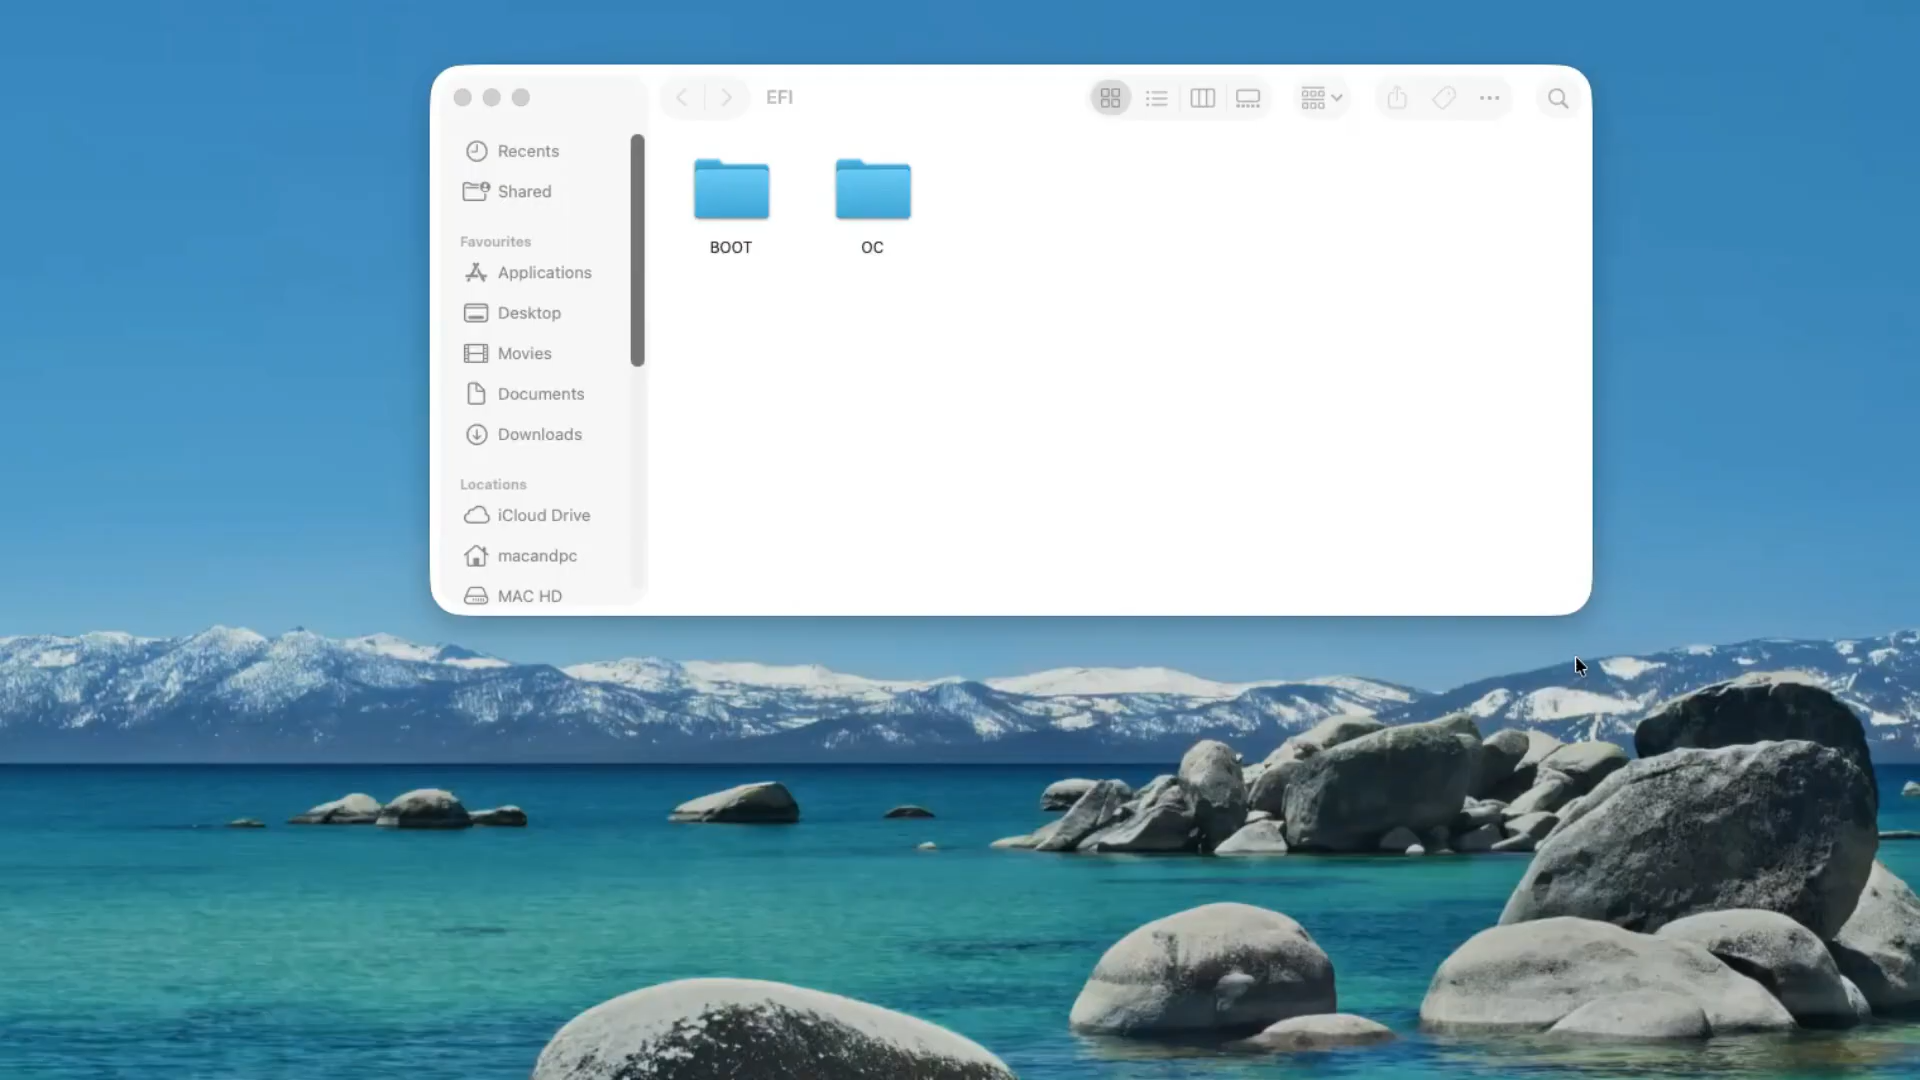 EFI
Recents
Shared
Favourites
Applications
Desktop
Movies
Documents
Downloads
Locations
iCloud Drive
macandpc
MAC HD
BOOT
OC